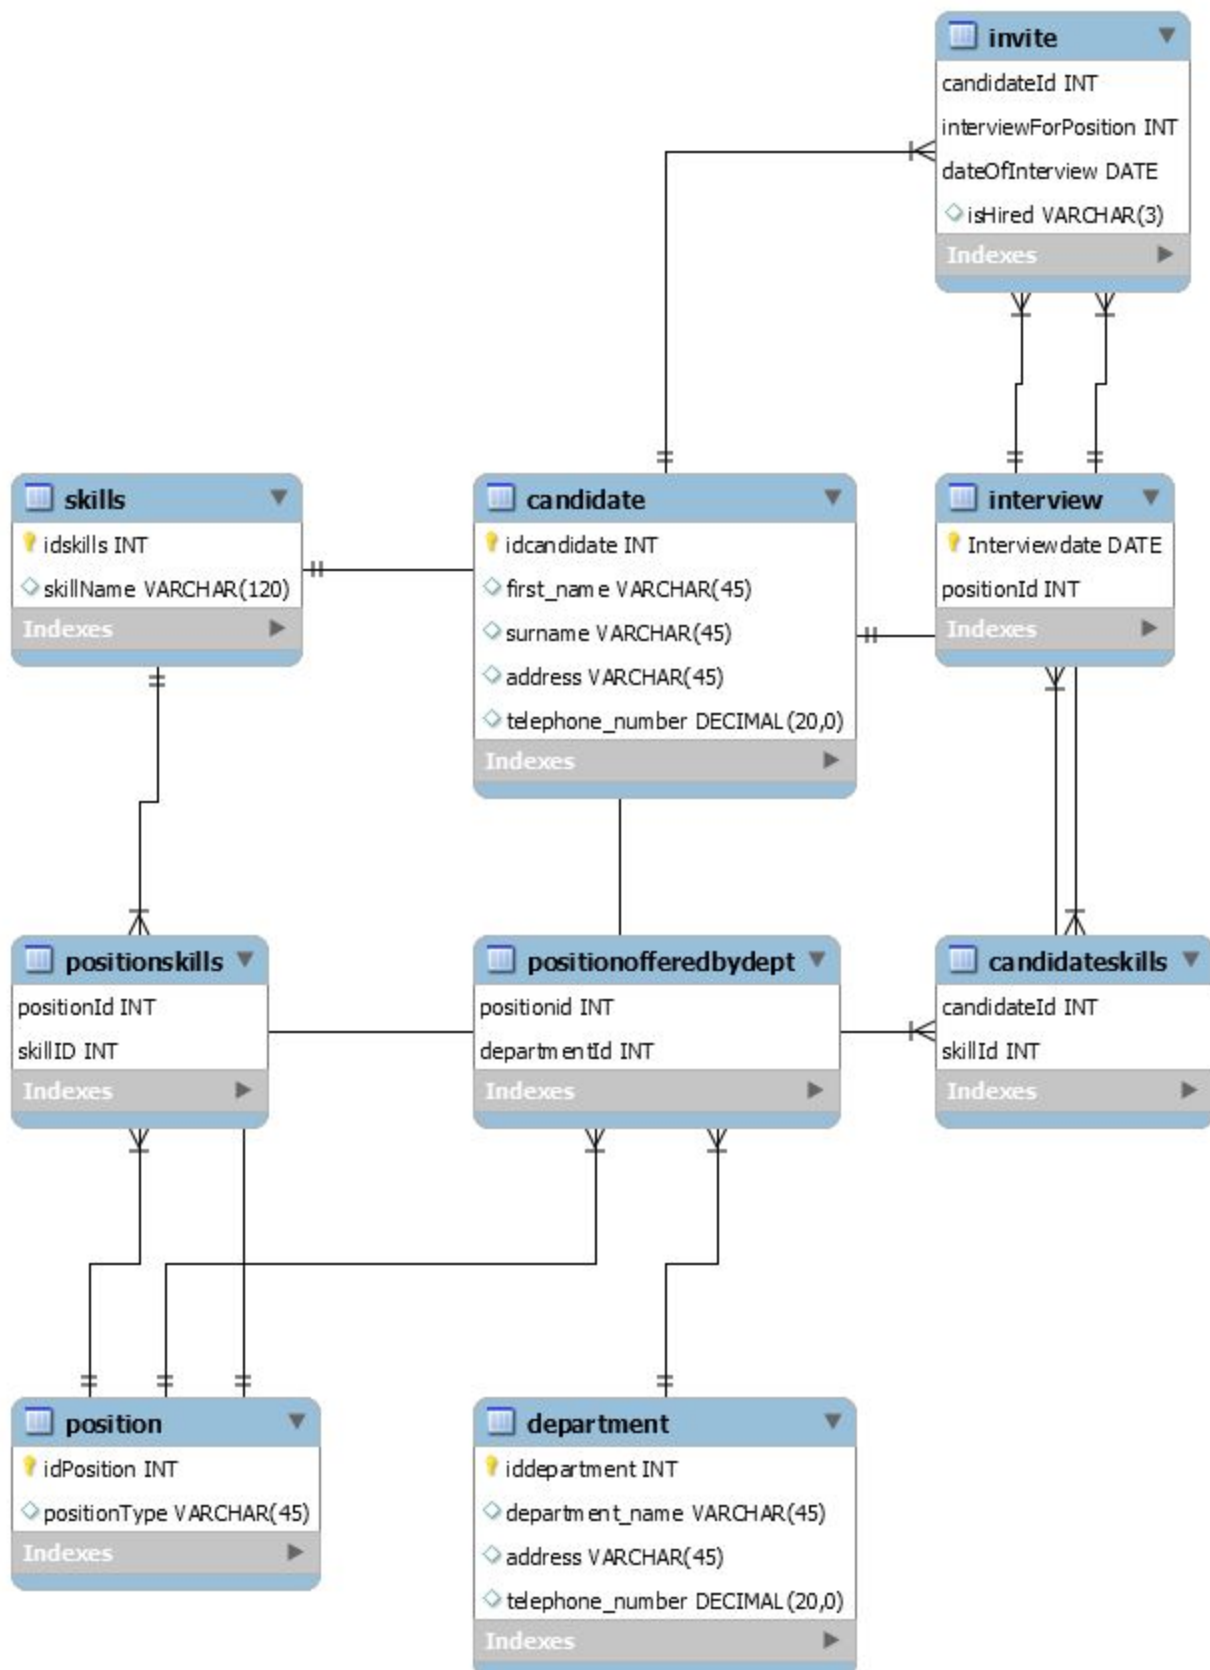 invite
candidateId INT
interviewForPosition INT
dateOfInterview DATE
isHired VARCHAR(3)
Indexes
skills
idskills INT
skillName VARCHAR(120)
Indexes
candidate
idcandidate INT
first_name VARCHAR(45)
surname VARCHAR(45)
address VARCHAR(45)
telephone_number DECIMAL(20,0)
Indexes
interview
Interviewdate DATE
positionId INT
Indexes
positionskills
positionId INT
skillID INT
Indexes
positionofferedbydept
positionid INT
departmentId INT
Indexes
candidateskills
candidateId INT
skillId INT
Indexes
position
idPosition INT
positionType VARCHAR(45)
Indexes
department
iddepartment INT
department_name VARCHAR(45)
address VARCHAR(45)
telephone_number DECIMAL(20,0)
Indexes